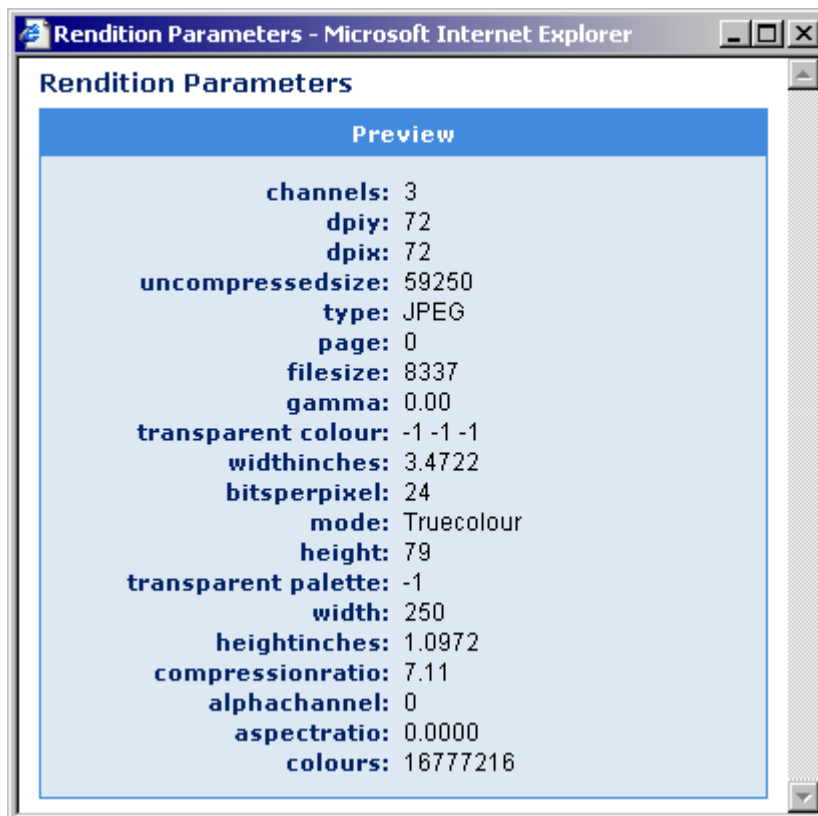 Rendition Parameters - Microsoft Internet Explorer
Rendition Parameters
Preview
channels: 3
dpiy: 72
dpix: 72
uncompressedsize: 59250
type: JPEG
page: 0
filesize: 8337
gamma: 0.00
transparent colour: -1 -1 -1
widthinches: 3.4722
bitsperpixel: 24
mode: Truecolour
height: 79
transparent palette: -1
width: 250
heightinches: 1.0972
compressionratio: 7.11
alphachannel: 0
aspectratio: 0.0000
colours: 16777216